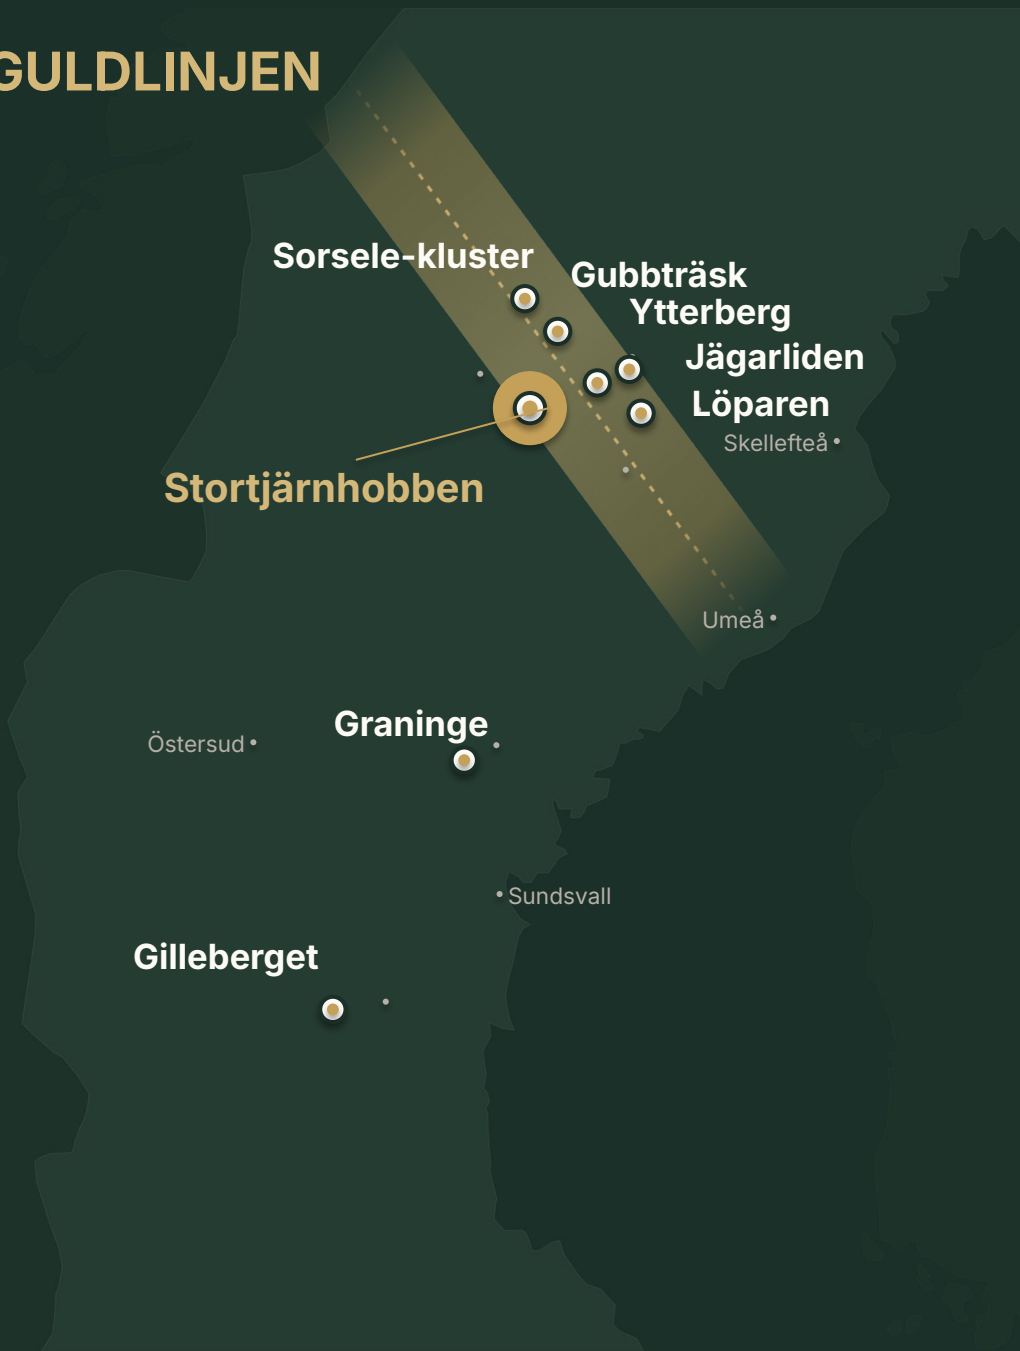 GULDLINJEN
Sorsele-kluster
Gubbträsk
Ytterberg
Jägarliden
Löparen
Skellefteå
Stortjärnhobben
Umeå
Graninge
Östersud
Sundsvall
Gilleberget